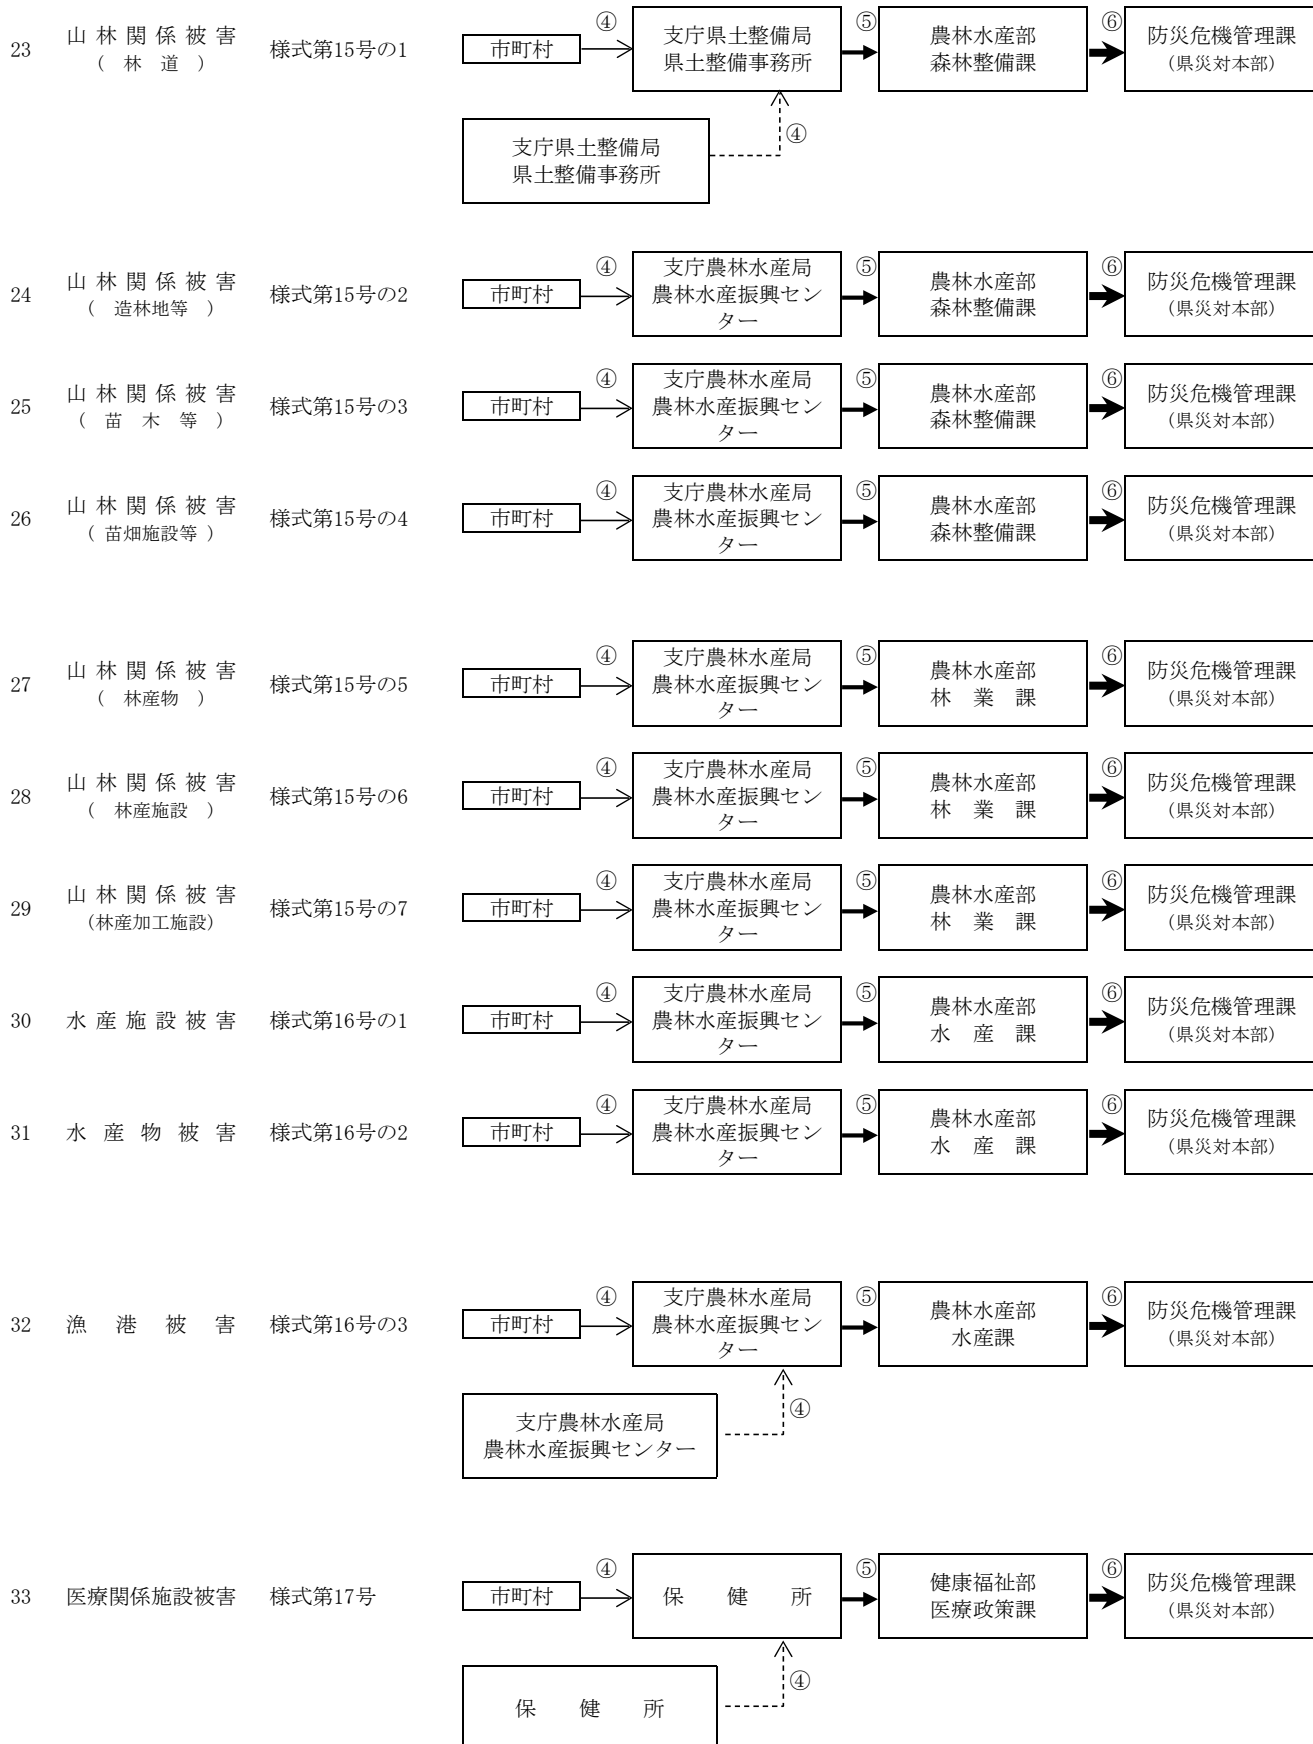 ④ ⑤ ⑥
23 山林関係被害 様式第15号の1 市町村 支庁県土整備局 農林水産部 防災危機管理課
(林道) 県土整備事務所 森林整備課 (県災対本部)
④
支庁県土整備局
県土整備事務所
④ 支庁農林水産局 ⑤ ⑥
24 山林関係被害 様式第15号の2 市町村 農林水産振興セン 農林水産部 防災危機管理課
(造林地等) ター 森林整備課 (県災対本部)
④ 支庁農林水産局 ⑤ ⑥
25 山林関係被害 様式第15号の3 市町村 農林水産振興セン 農林水産部 防災危機管理課
(苗木等) ター 森林整備課 (県災対本部)
④ 支庁農林水産局 ⑤ ⑥
26 山林関係被害 様式第15号の4 市町村 農林水産振興セン 農林水産部 防災危機管理課
(苗畑施設等) ター 森林整備課 (県災対本部)
④ 支庁農林水産局 ⑤ ⑥
27 山林関係被害 様式第15号の5 市町村 農林水産振興セン 農林水産部 防災危機管理課
(林産物) ター 林業課 (県災対本部)
④ 支庁農林水産局 ⑤ ⑥
28 山林関係被害 様式第15号の6 市町村 農林水産振興セン 農林水産部 防災危機管理課
(林産施設) ター 林業課 (県災対本部)
④ 支庁農林水産局 ⑤ ⑥
29 山林関係被害 様式第15号の7 市町村 農林水産振興セン 農林水産部 防災危機管理課
(林産加工施設) ター 林業課 (県災対本部)
④ 支庁農林水産局 ⑤ ⑥
30 水産施設被害 様式第16号の1 市町村 農林水産振興セン 農林水産部 防災危機管理課
ター 水産課 (県災対本部)
④ 支庁農林水産局 ⑤ ⑥
31 水産物被害 様式第16号の2 市町村 農林水産振興セン 農林水産部 防災危機管理課
ター 水産課 (県災対本部)
④ 支庁農林水産局 ⑤ ⑥
32 漁港被害 様式第16号の3 市町村 農林水産振興セン 農林水産部 防災危機管理課
ター 水産課 (県災対本部)
④
支庁農林水産局
農林水産振興センター
④ ⑤ ⑥
33 医療関係施設被害 様式第17号 市町村 保健所 健康福祉部 防災危機管理課
医療政策課 (県災対本部)
④
保健所